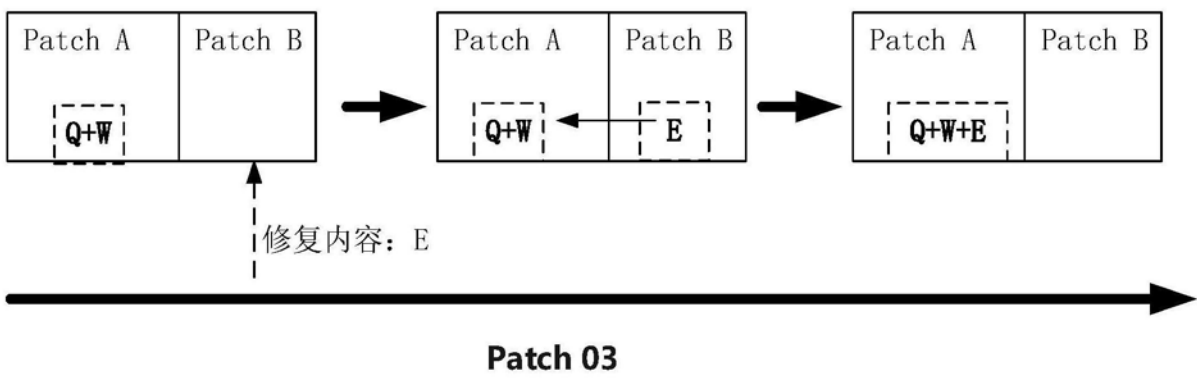 Patch A Patch B Patch A Patch B Patch A Patch B
Q+W Q+W E Q+W+E
修复内容：E
Patch 03